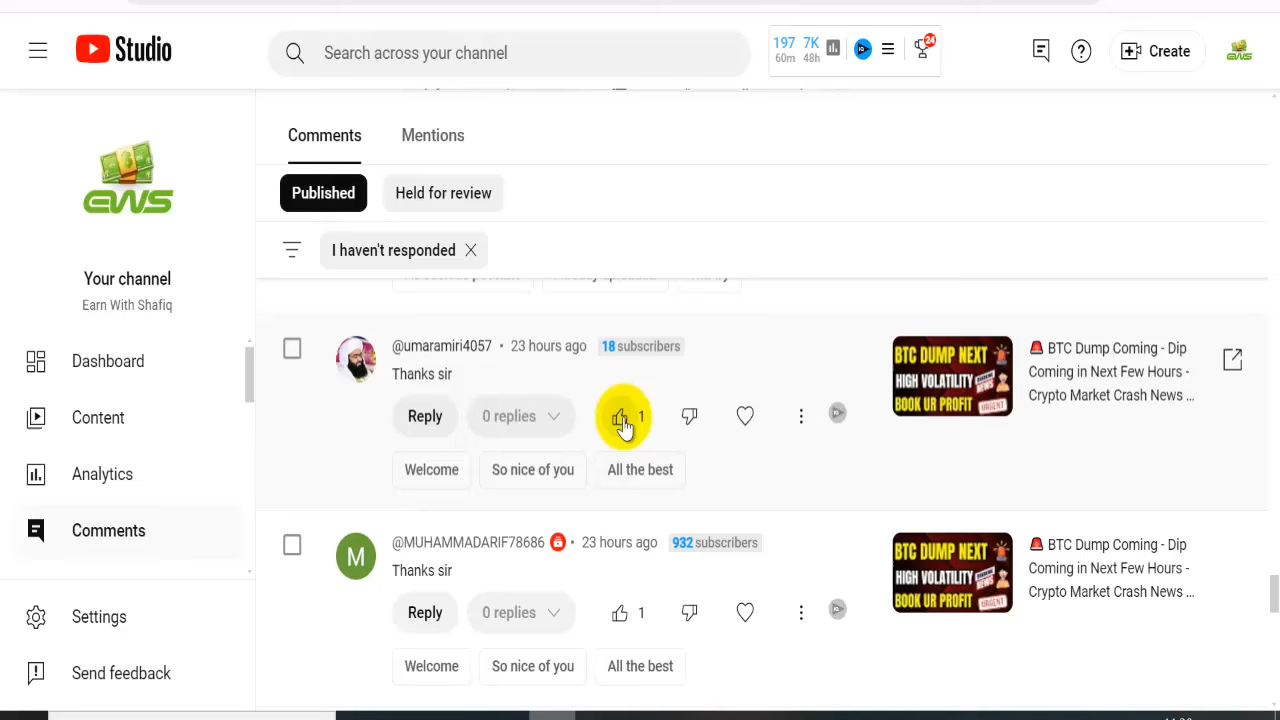 Studio
Search across your channel
197 7K
60m 48h
24
Create
EWS
Comments Mentions
Published Held for review
I haven't responded
EWS
Your channel
Earn With Shafiq
Dashboard
Content
Analytics
Comments
Settings
Send feedback
@umaramiri4057 • 23 hours ago 18 subscribers
Thanks sir
Reply 0 replies 1
Welcome So nice of you All the best
BTC DUMP NEXT
HIGH VOLATILITY
BOOK UR PROFIT
🚨 BTC Dump Coming - Dip
Coming in Next Few Hours -
Crypto Market Crash News ...
@MUHAMMADARIF78686 • 23 hours ago 932 subscribers
M
Thanks sir
Reply 0 replies 1
Welcome So nice of you All the best
BTC DUMP NEXT
HIGH VOLATILITY
BOOK UR PROFIT
🚨 BTC Dump Coming - Dip
Coming in Next Few Hours -
Crypto Market Crash News ...